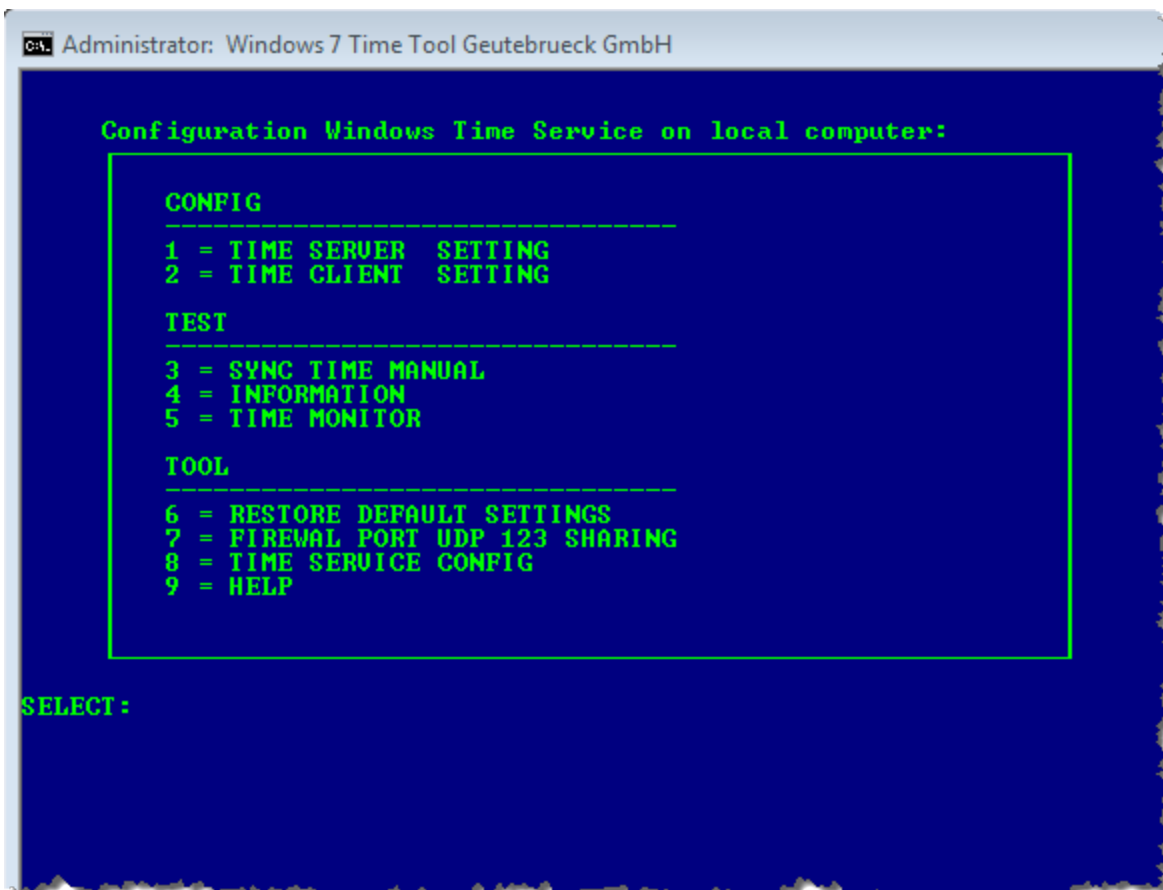 Administrator: Windows 7 Time Tool Geutebrueck GmbH
Configuration Windows Time Service on local computer:
CONFIG
--------------------------------
1 = TIME SERVER  SETTING
2 = TIME CLIENT  SETTING
TEST
--------------------------------
3 = SYNC TIME MANUAL
4 = INFORMATION
5 = TIME MONITOR
TOOL
--------------------------------
6 = RESTORE DEFAULT SETTINGS
7 = FIREWAL PORT UDP 123 SHARING
8 = TIME SERVICE CONFIG
9 = HELP
SELECT: